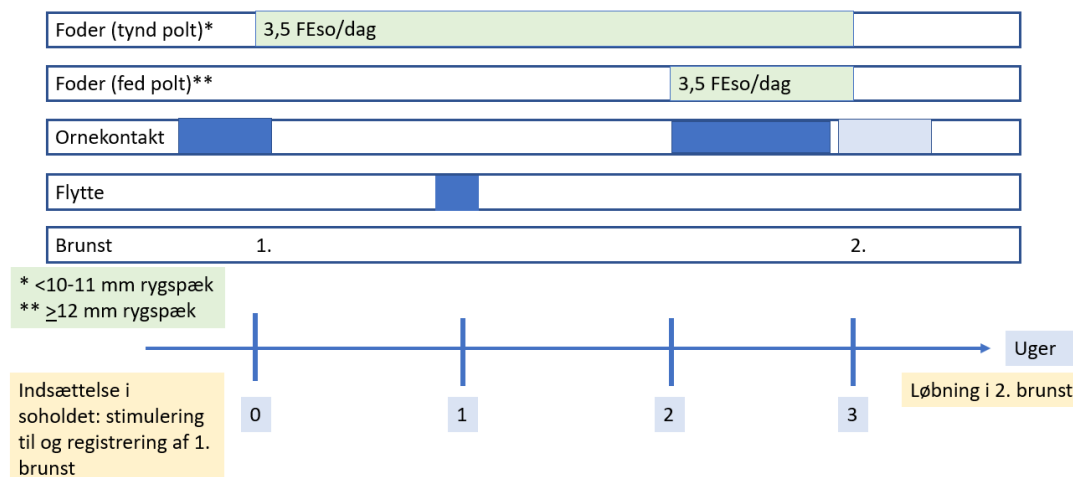 Foder (tynd polt)*
3,5 FEso/dag
Foder (fed polt)**
3,5 FEso/dag
Ornekontakt
Flytte
Brunst
1.
2.
* <10-11 mm rygspæk
** ≥12 mm rygspæk
Uger
Indsættelse i
soholdet: stimulering
til og registrering af 1.
brunst
0
1
2
3
Løbning i 2. brunst